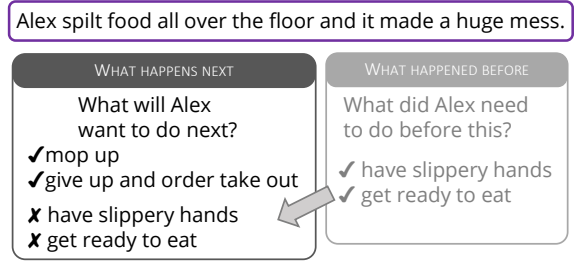 Alex spilt food all over the floor and it made a huge mess.
WHAT HAPPENS NEXT
What will Alex
want to do next?
✔mop up
✔give up and order take out
✘ have slippery hands
✘ get ready to eat
WHAT HAPPENED BEFORE
What did Alex need
to do before this?
✔ have slippery hands
✔ get ready to eat